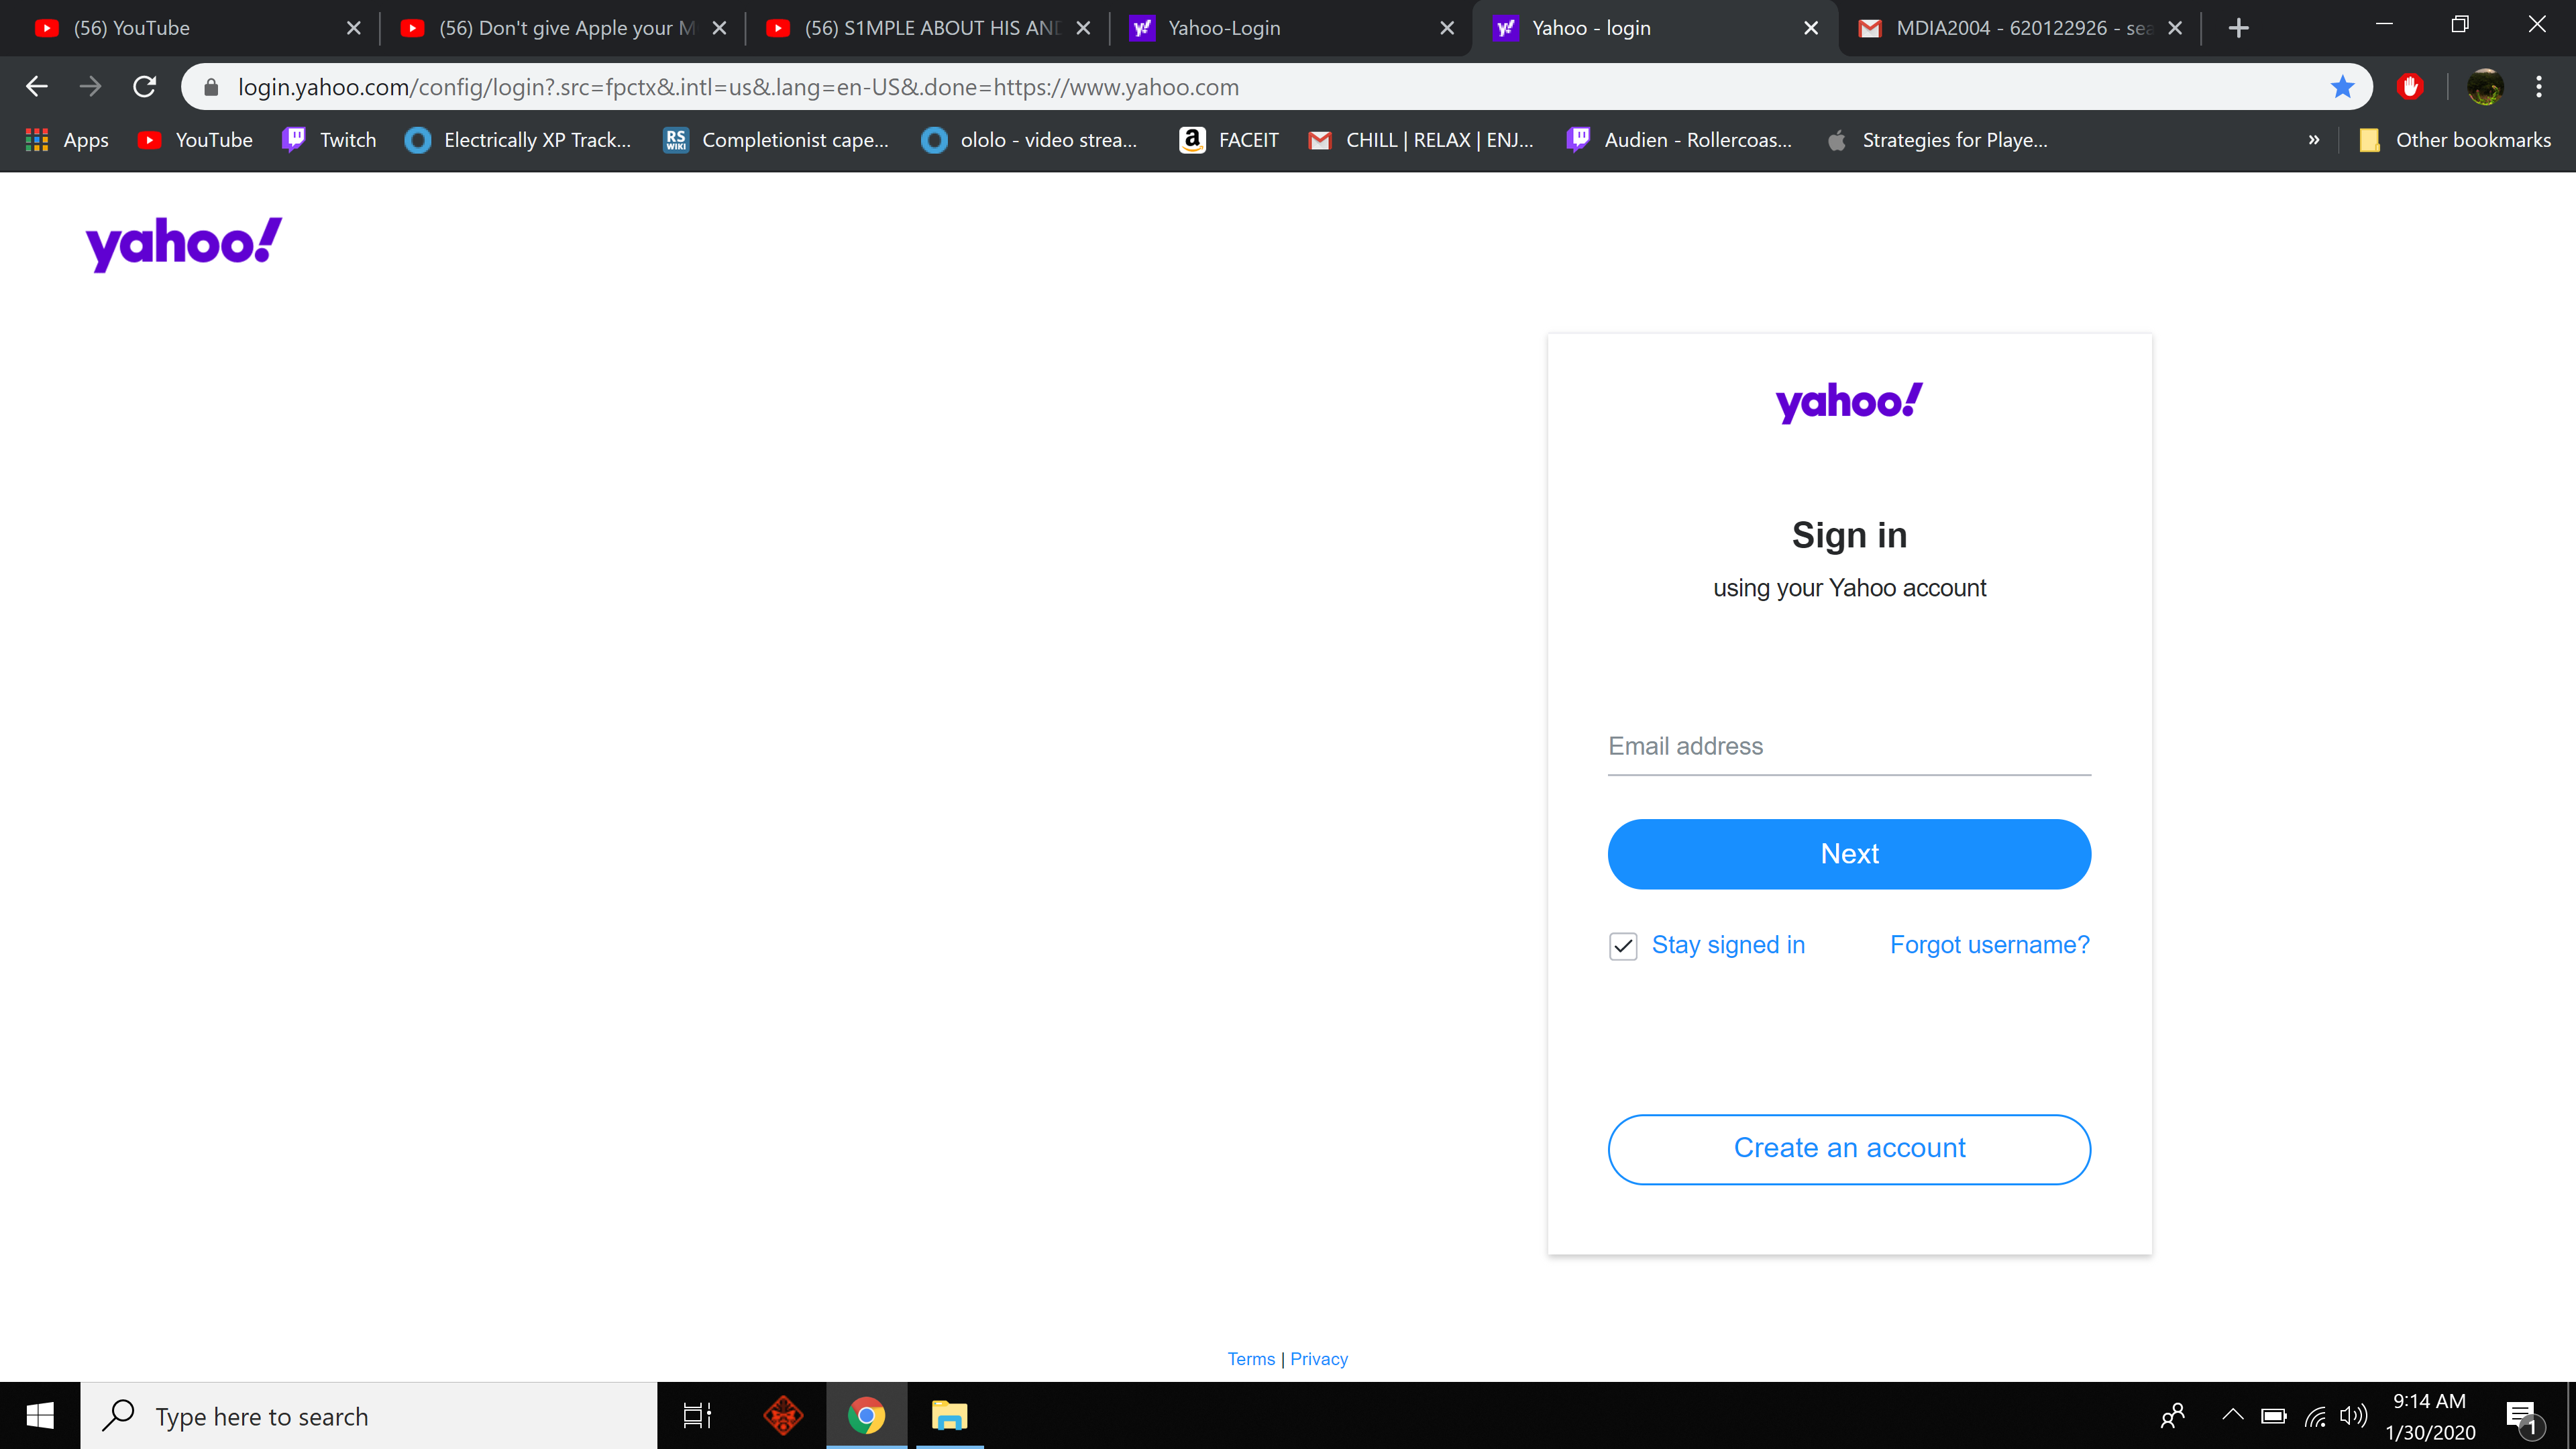 (56) YouTube
(56) Don't give Apple your M
(56) S1MPLE ABOUT HIS AND
Yahoo-Login
Yahoo - login
MDIA2004 - 620122926 - sea
login.yahoo.com/config/login?.src=fpctx&.intl=us&.lang=en-US&.done=https://www.yahoo.com
Apps
YouTube
Twitch
Electrically XP Track...
RS WIKI
Completionist cape...
ololo - video strea...
FACEIT
CHILL | RELAX | ENJ...
Audien - Rollercoas...
Strategies for Playe...
»
Other bookmarks
yahoo!
yahoo!
Sign in
using your Yahoo account
Email address
Next
Stay signed in
Forgot username?
Create an account
Terms | Privacy
Type here to search
9:14 AM
1/30/2020
1